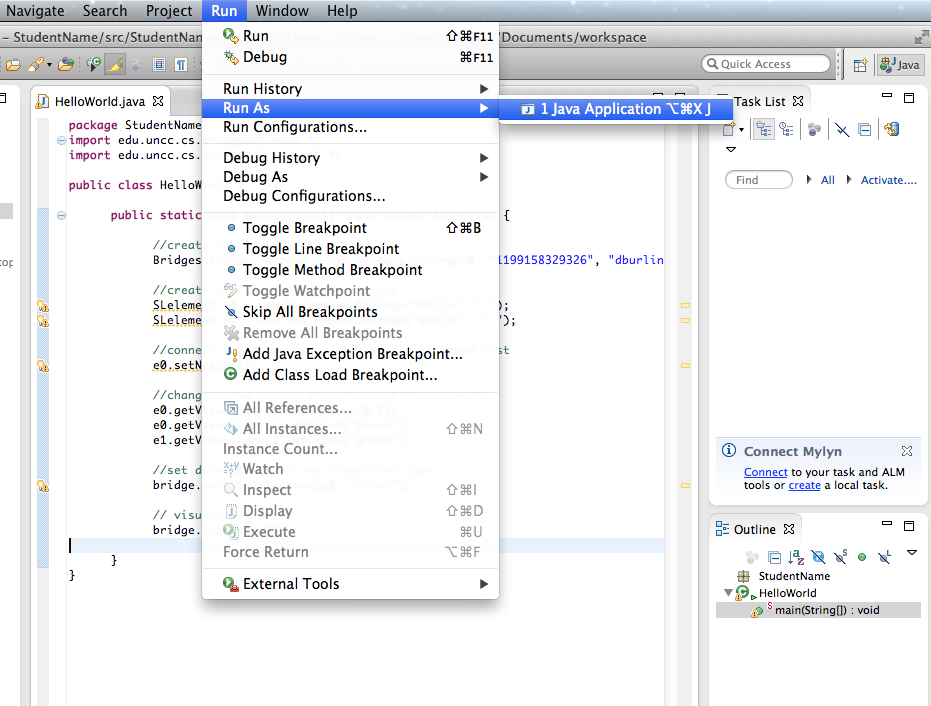 Navigate Search Project Run Window Help
– StudentName/src/StudentNa /Documents/workspace
Quick Access Java
HelloWorld.java
package StudentName
import edu.uncc.cs.
import edu.uncc.cs.
public class HelloW
public static {
//creat
Bridges 1199158329326", "dburlin
//creat
SLeleme );
SLeleme ");
//connec st
e0.setN
//chang
e0.getV
e0.getV
e1.getV
//set d
bridge.
// visu
bridge.
}
}
Run ⇧⌘F11
Debug ⌘F11
Run History
Run As
Run Configurations...
Debug History
Debug As
Debug Configurations...
Toggle Breakpoint ⇧⌘B
Toggle Line Breakpoint
Toggle Method Breakpoint
Toggle Watchpoint
Skip All Breakpoints
Remove All Breakpoints
Add Java Exception Breakpoint...
Add Class Load Breakpoint...
All References...
All Instances... ⇧⌘N
Instance Count...
Watch
Inspect ⇧⌘I
Display ⇧⌘D
Execute ⌘U
Force Return ⌥⌘F
External Tools
1 Java Application ⌥⌘X J
Task List
Find All Activate....
Connect Mylyn
Connect to your task and ALM
tools or create a local task.
Outline
StudentName
HelloWorld
main(String[]) : void